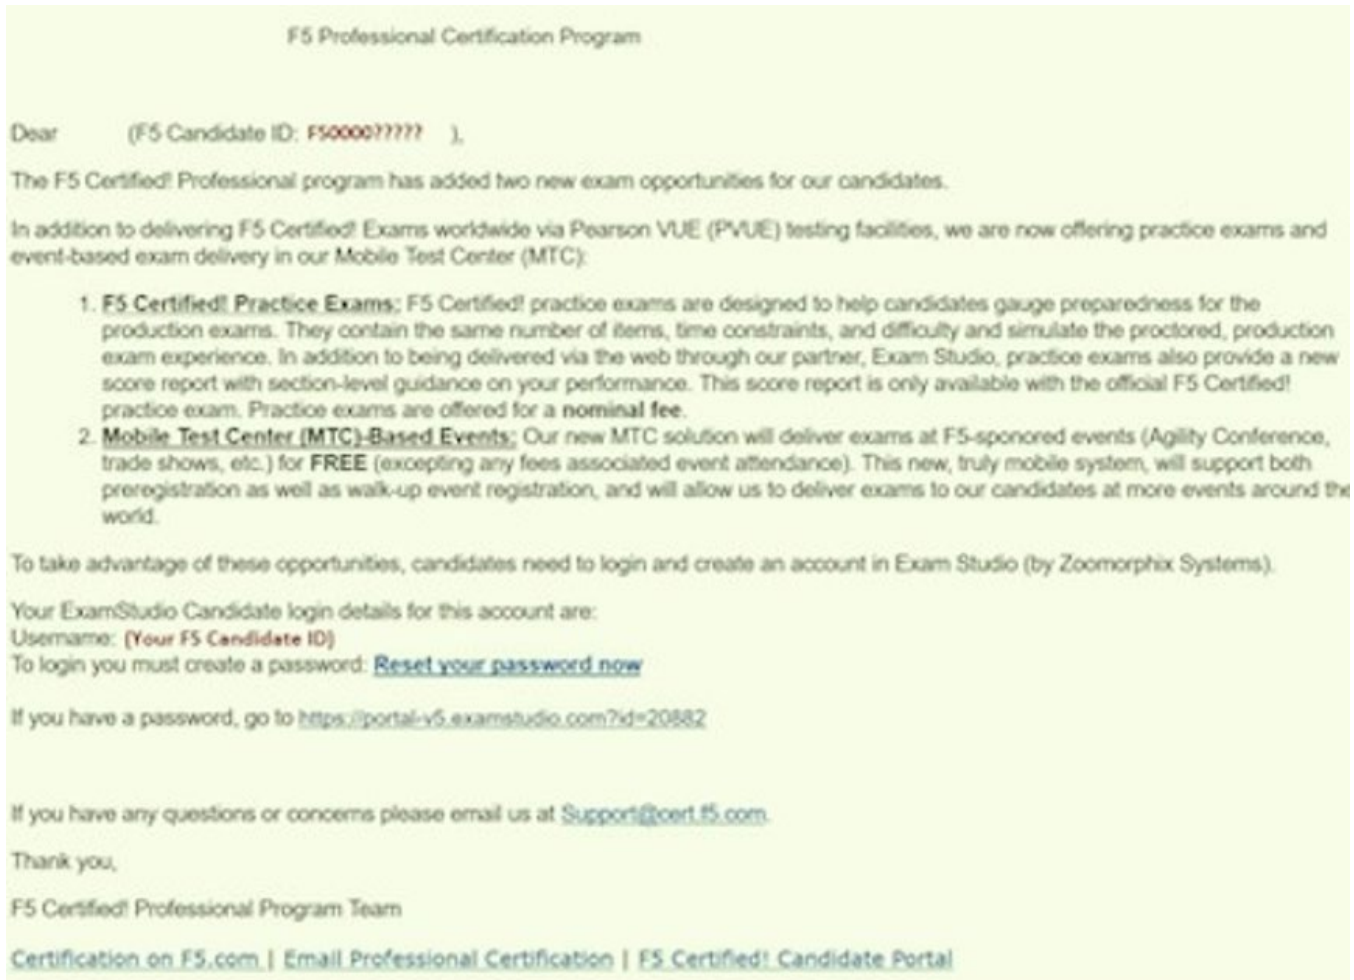 F5 Professional Certification Program
Dear (F5 Candidate ID: F50000????? ),
The F5 Certified! Professional program has added two new exam opportunities for our candidates.
In addition to delivering F5 Certified! Exams worldwide via Pearson VUE (PVUE) testing facilities, we are now offering practice exams and
event-based exam delivery in our Mobile Test Center (MTC):
1. F5 Certified! Practice Exams: F5 Certified! practice exams are designed to help candidates gauge preparedness for the
production exams. They contain the same number of items, time constraints, and difficulty and simulate the proctored, production
exam experience. In addition to being delivered via the web through our partner, Exam Studio, practice exams also provide a new
score report with section-level guidance on your performance. This score report is only available with the official F5 Certified!
practice exam. Practice exams are offered for a nominal fee.
2. Mobile Test Center (MTC)-Based Events: Our new MTC solution will deliver exams at F5-sponored events (Agility Conference,
trade shows, etc.) for FREE (excepting any fees associated event attendance). This new, truly mobile system, will support both
preregistration as well as walk-up event registration, and will allow us to deliver exams to our candidates at more events around the
world.
To take advantage of these opportunities, candidates need to login and create an account in Exam Studio (by Zoomorphix Systems).
Your ExamStudio Candidate login details for this account are:
Username: (Your F5 Candidate ID)
To login you must create a password: Reset your password now
If you have a password, go to https://portal-v5.examstudio.com?id=20882
If you have any questions or concerns please email us at Support@cert.f5.com.
Thank you,
F5 Certified! Professional Program Team
Certification on F5.com | Email Professional Certification | F5 Certified! Candidate Portal